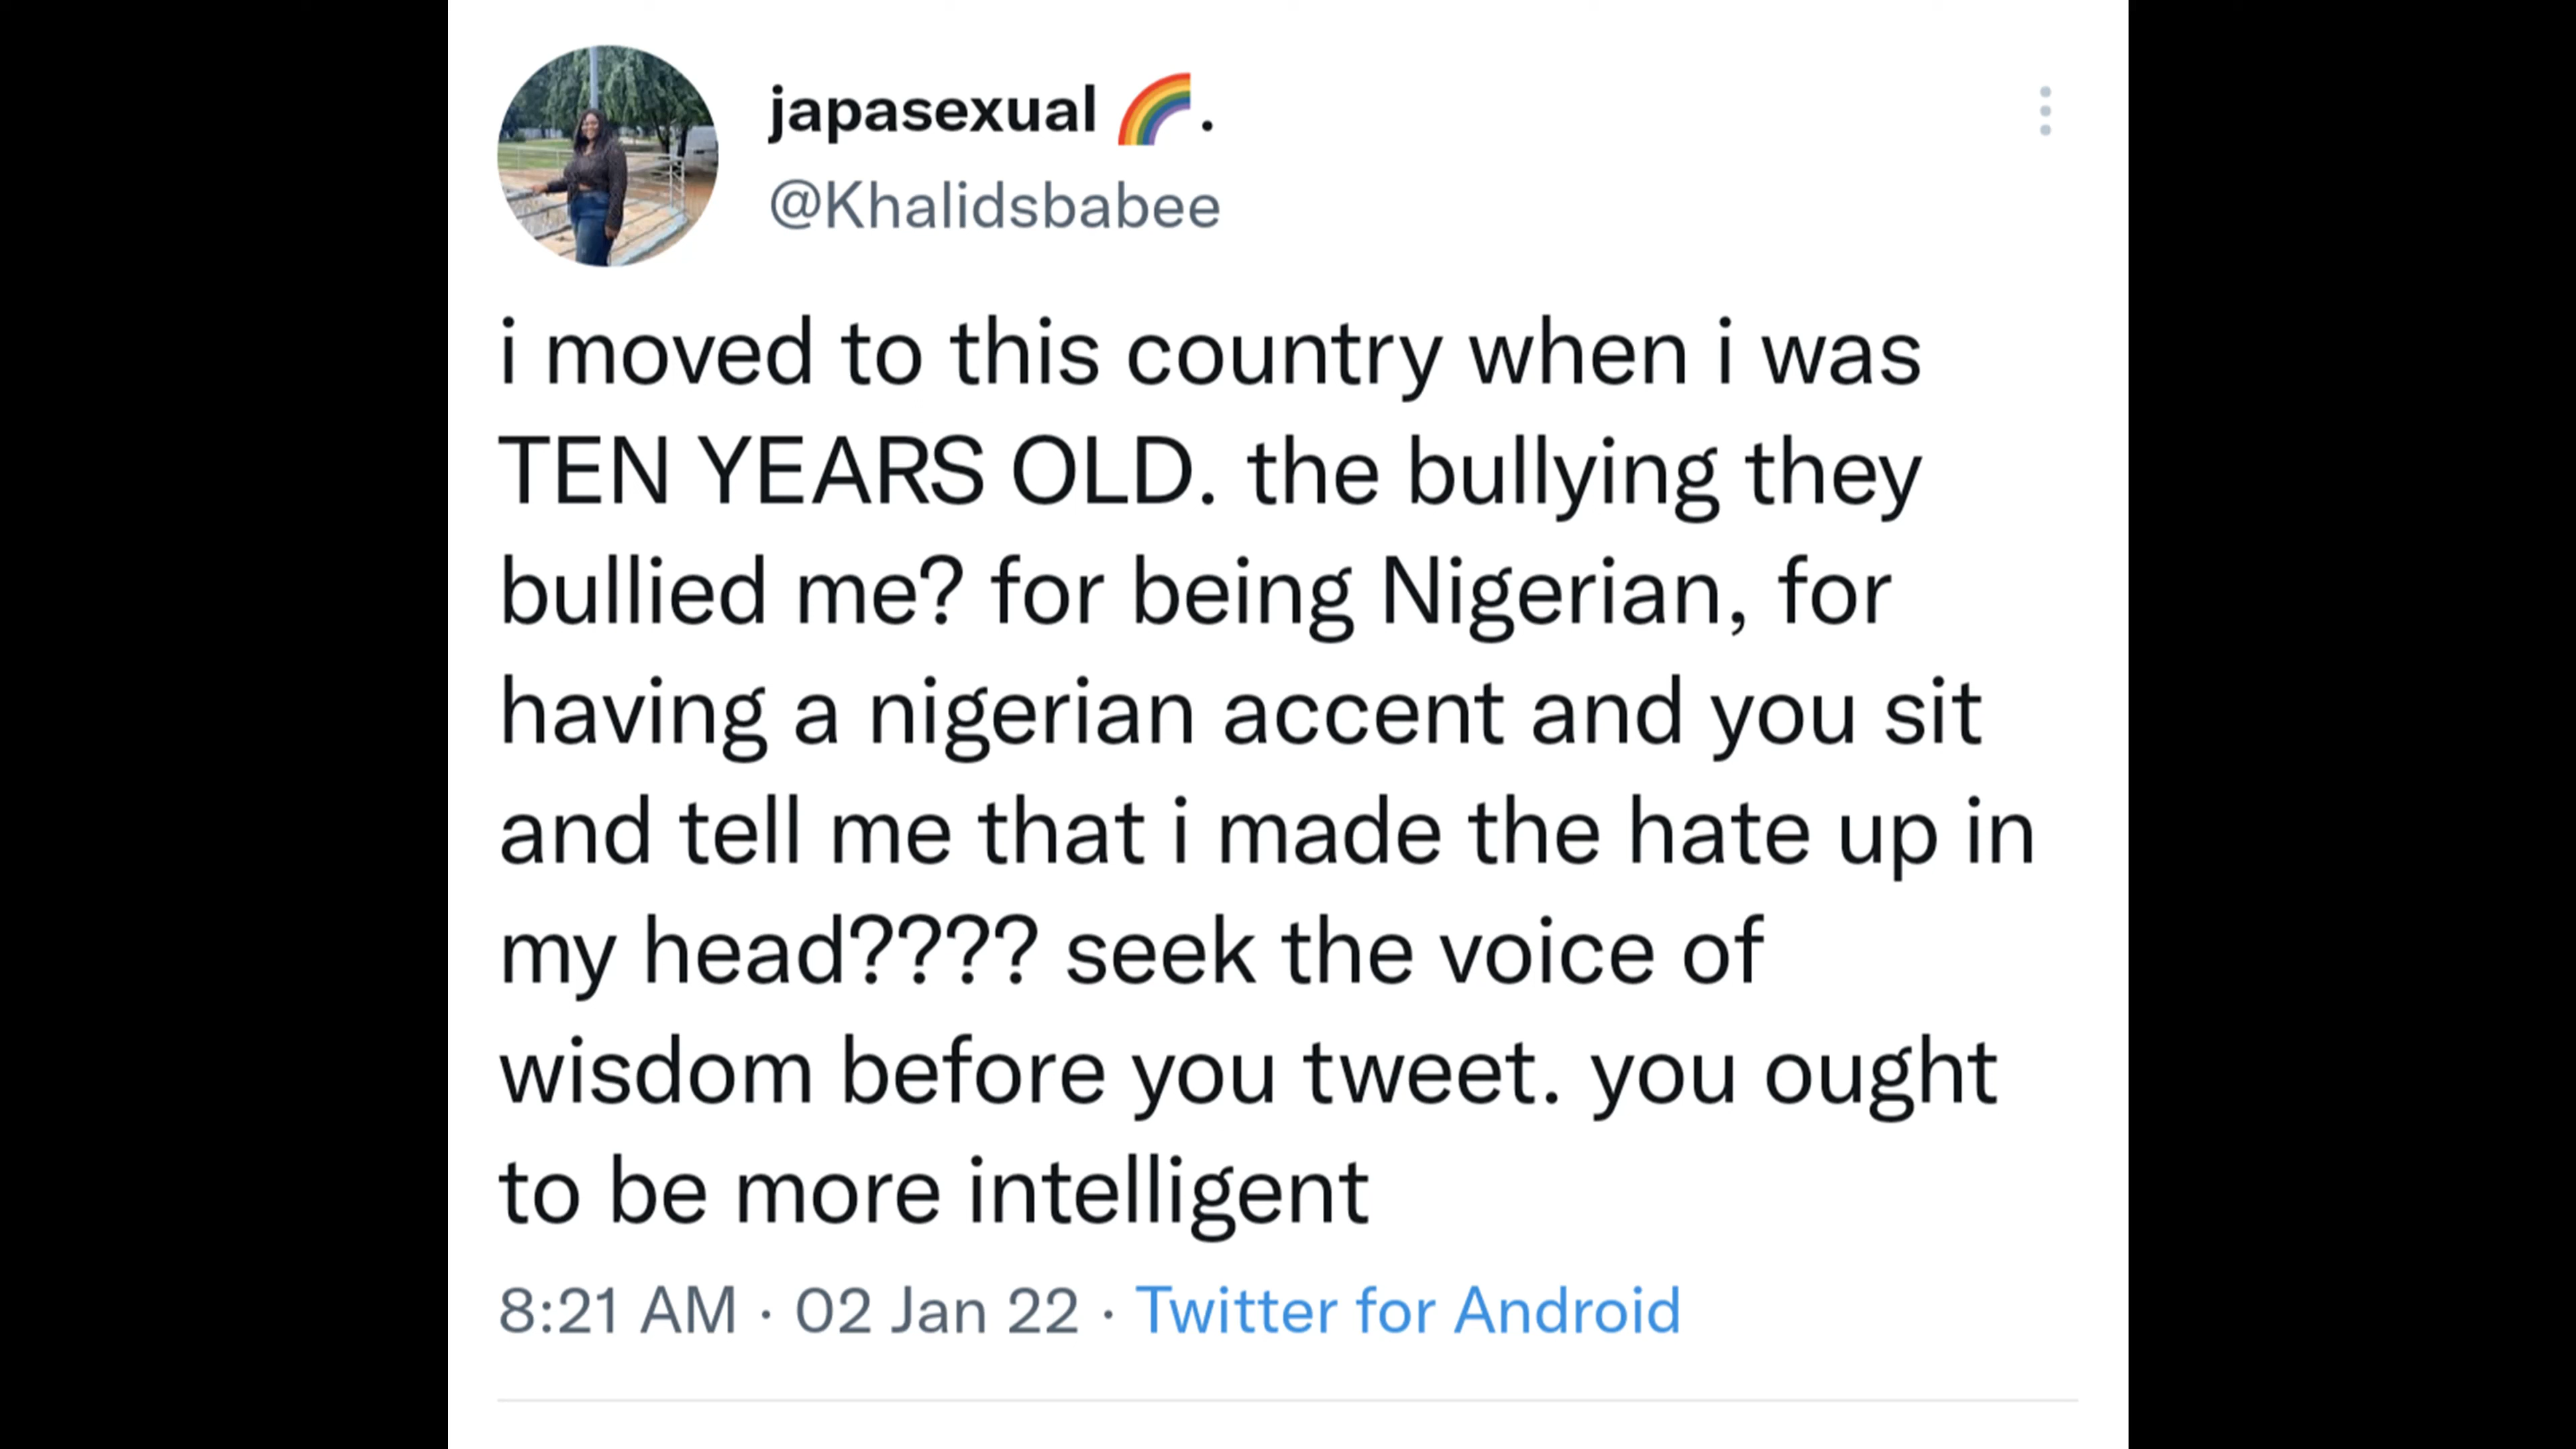 japasexual 🌈.
@Khalidsbabee
i moved to this country when i was
TEN YEARS OLD. the bullying they
bullied me? for being Nigerian, for
having a nigerian accent and you sit
and tell me that i made the hate up in
my head???? seek the voice of
wisdom before you tweet. you ought
to be more intelligent
8:21 AM · 02 Jan 22 · Twitter for Android